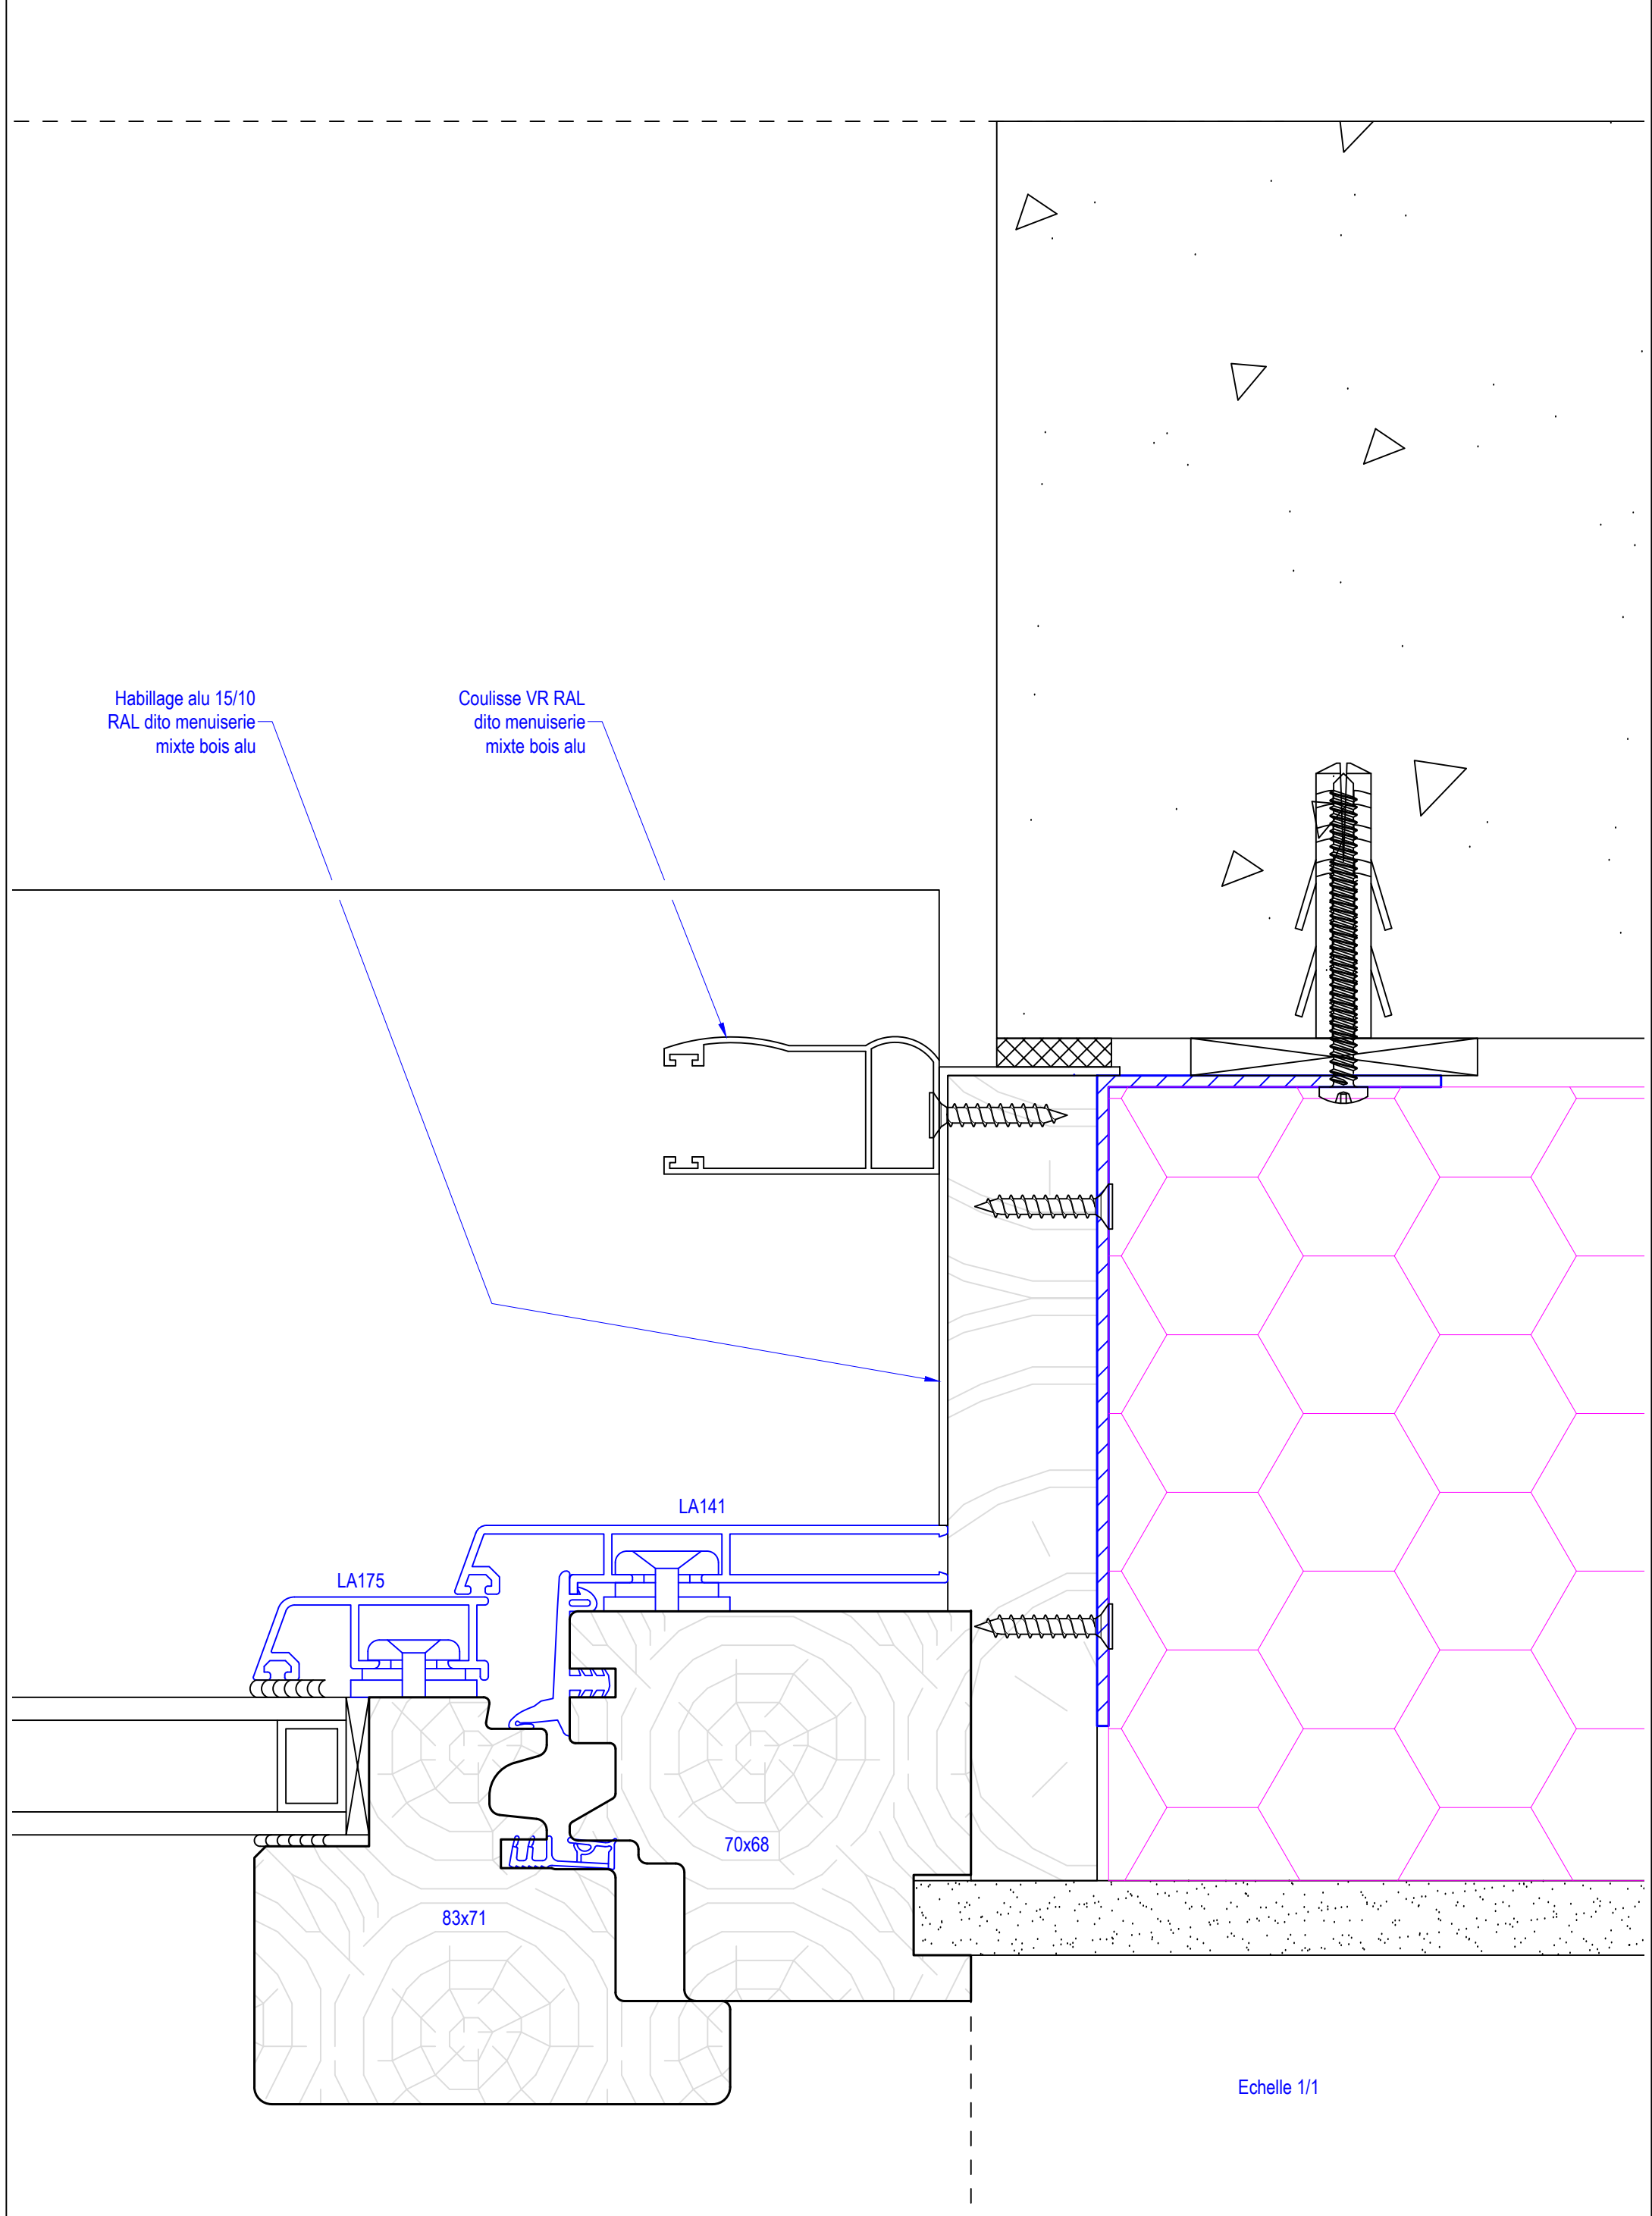 Habillage alu 15/10
RAL dito menuiserie
mixte bois alu
Coulisse VR RAL
dito menuiserie
mixte bois alu
LA141
LA175
70x68
83x71
Echelle 1/1